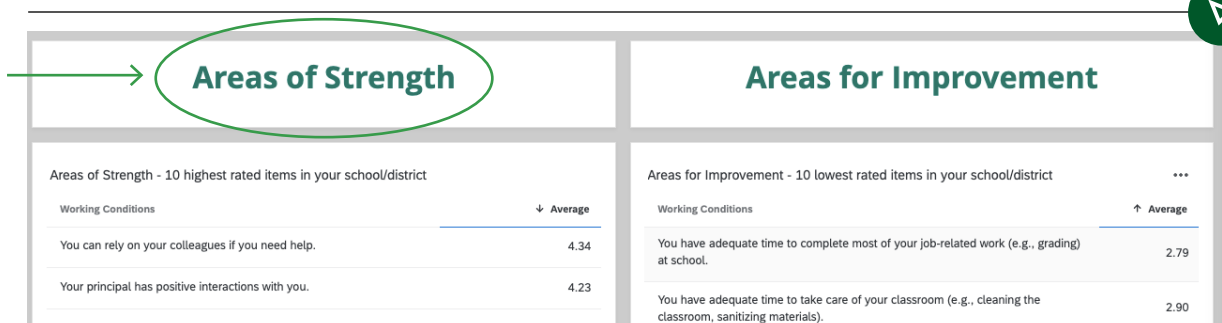 Areas of Strength
Areas for Improvement
Areas of Strength - 10 highest rated items in your school/district
Working Conditions
Average
You can rely on your colleagues if you need help.
4.34
Your principal has positive interactions with you.
4.23
Areas for Improvement - 10 lowest rated items in your school/district
Working Conditions
Average
You have adequate time to complete most of your job-related work (e.g., grading)
at school.
2.79
You have adequate time to take care of your classroom (e.g., cleaning the
classroom, sanitizing materials).
2.90